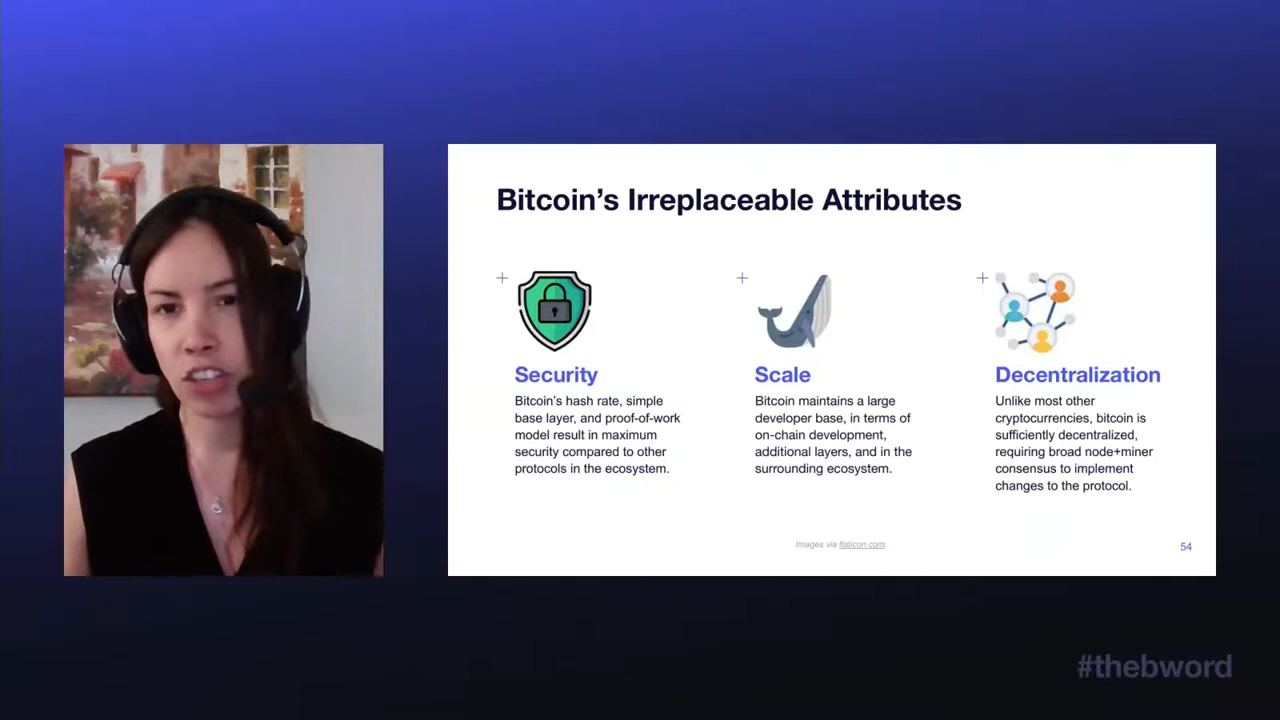 Bitcoin’s Irreplaceable Attributes
Security
Bitcoin’s hash rate, simple
base layer, and proof-of-work
model result in maximum
security compared to other
protocols in the ecosystem.
Scale
Bitcoin maintains a large
developer base, in terms of
on-chain development,
additional layers, and in the
surrounding ecosystem.
Decentralization
Unlike most other
cryptocurrencies, bitcoin is
sufficiently decentralized,
requiring broad node+miner
consensus to implement
changes to the protocol.
Images via flaticon.com.
54
#thebword